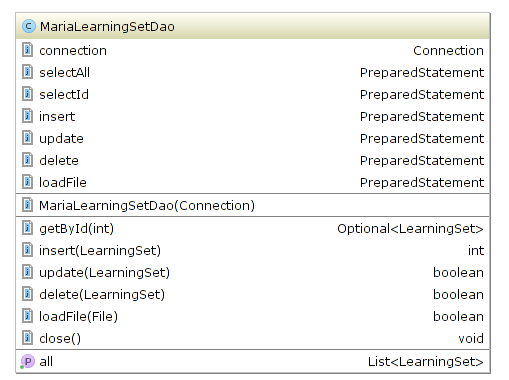 C MariaLearningSetDao
connection Connection
selectAll PreparedStatement
selectId PreparedStatement
insert PreparedStatement
update PreparedStatement
delete PreparedStatement
loadFile PreparedStatement
MariaLearningSetDao(Connection)
getById(int) Optional<LearningSet>
insert(LearningSet) int
update(LearningSet) boolean
delete(LearningSet) boolean
loadFile(File) boolean
close() void
P all List<LearningSet>